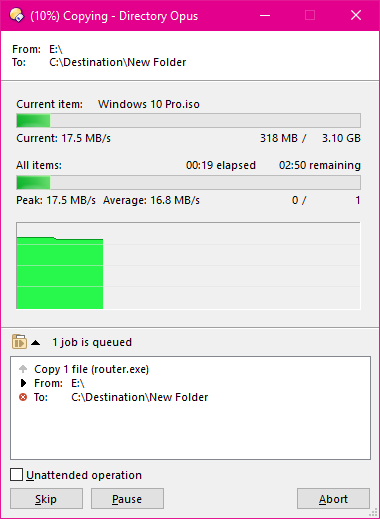 (10%) Copying - Directory Opus
From: E:\
To: C:\Destination\New Folder
Current item: Windows 10 Pro.iso
Current: 17.5 MB/s 318 MB / 3.10 GB
All items: 00:19 elapsed 02:50 remaining
Peak: 17.5 MB/s Average: 16.8 MB/s 0 / 1
1 job is queued
Copy 1 file (router.exe)
From: E:\
To: C:\Destination\New Folder
Unattended operation
Skip Pause Abort